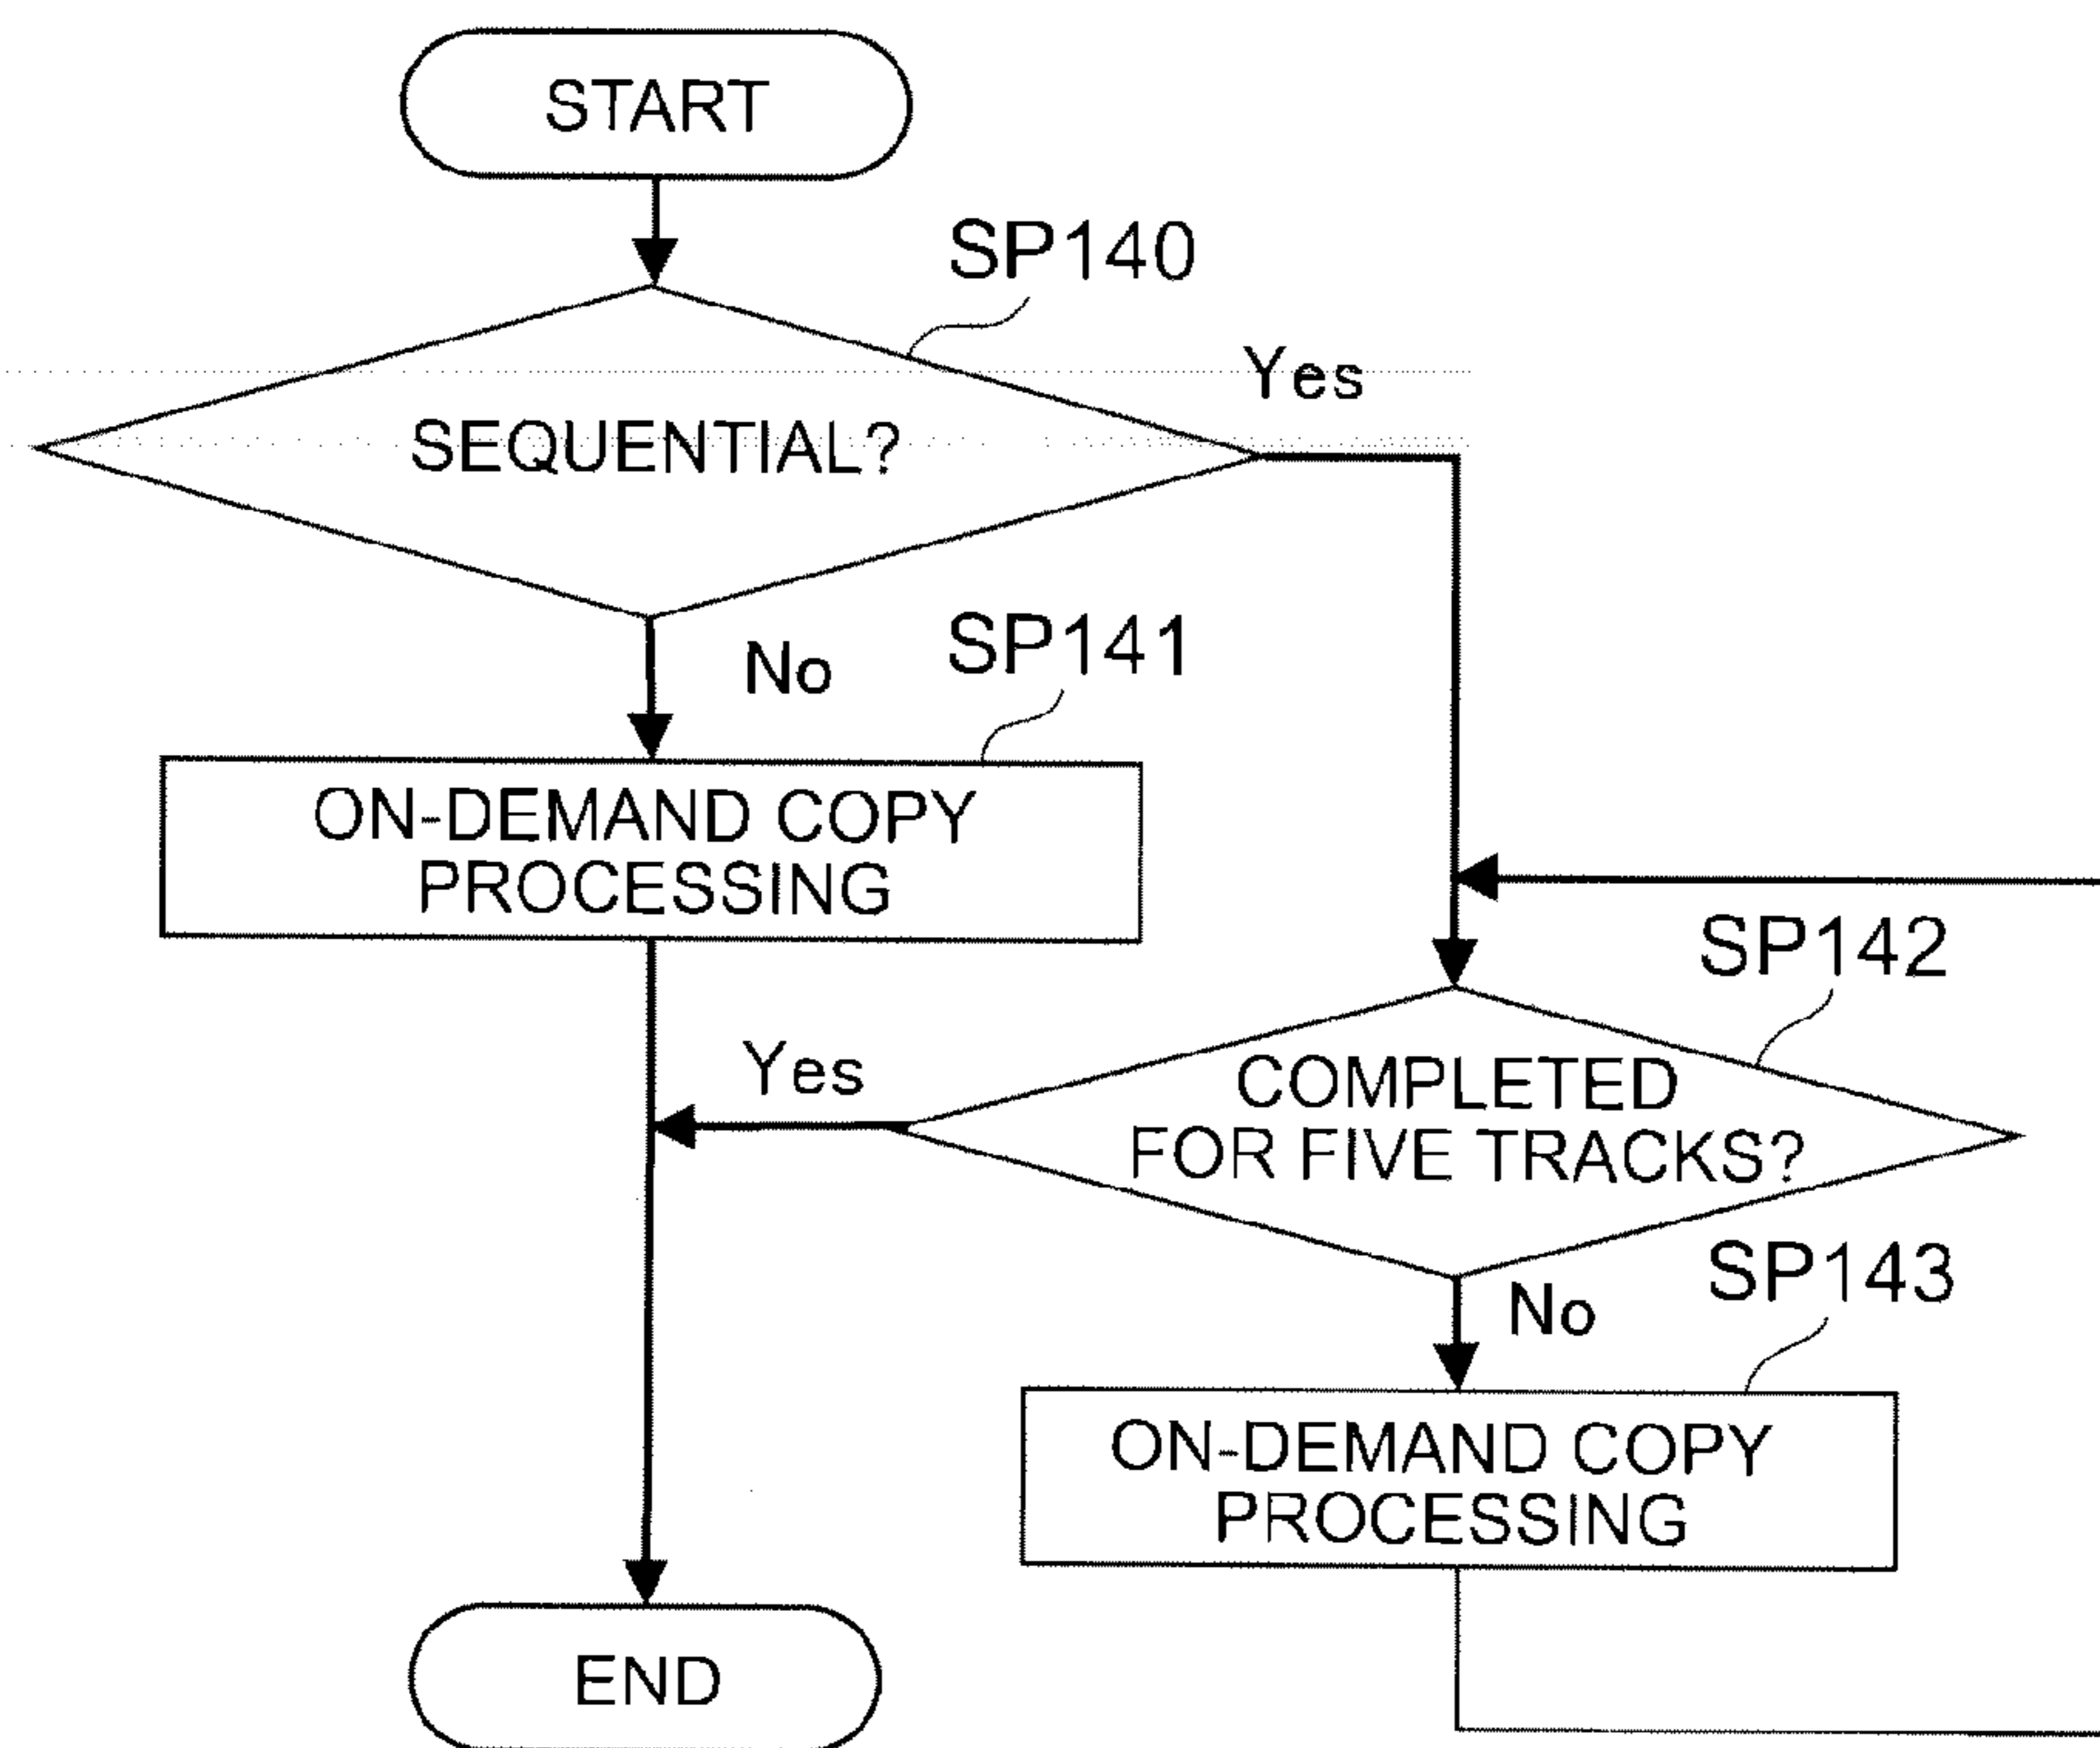 START
SP140
Yes
SEQUENTIAL?
No
SP141
ON-DEMAND COPY
PROCESSING
SP142
Yes
COMPLETED
FOR FIVE TRACKS?
No
SP143
ON-DEMAND COPY
PROCESSING
END